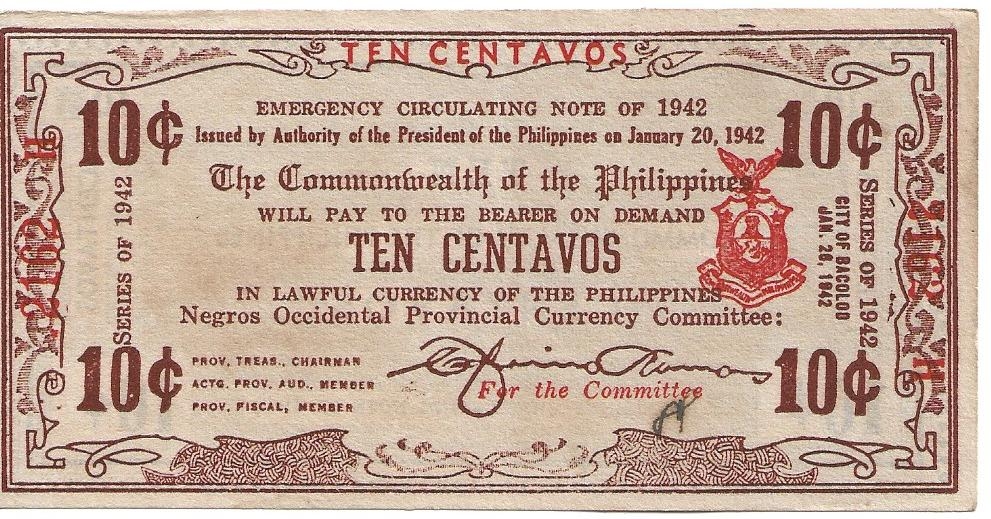 TEN CENTAVOS
10¢ 10¢
EMERGENCY CIRCULATING NOTE OF 1942
Issued by Authority of the President of the Philippines on January 20, 1942
The Commonwealth of the Philippines
WILL PAY TO THE BEARER ON DEMAND
TEN CENTAVOS
IN LAWFUL CURRENCY OF THE PHILIPPINES
Negros Occidental Provincial Currency Committee:
SERIES OF 1942
SERIES OF 1942
CITY OF BACOLOD
JAN. 26, 1942
10¢ 10¢
PROV. TREAS., CHAIRMAN
ACTG. PROV. AUD., MEMBER
PROV. FISCAL, MEMBER
For the Committee